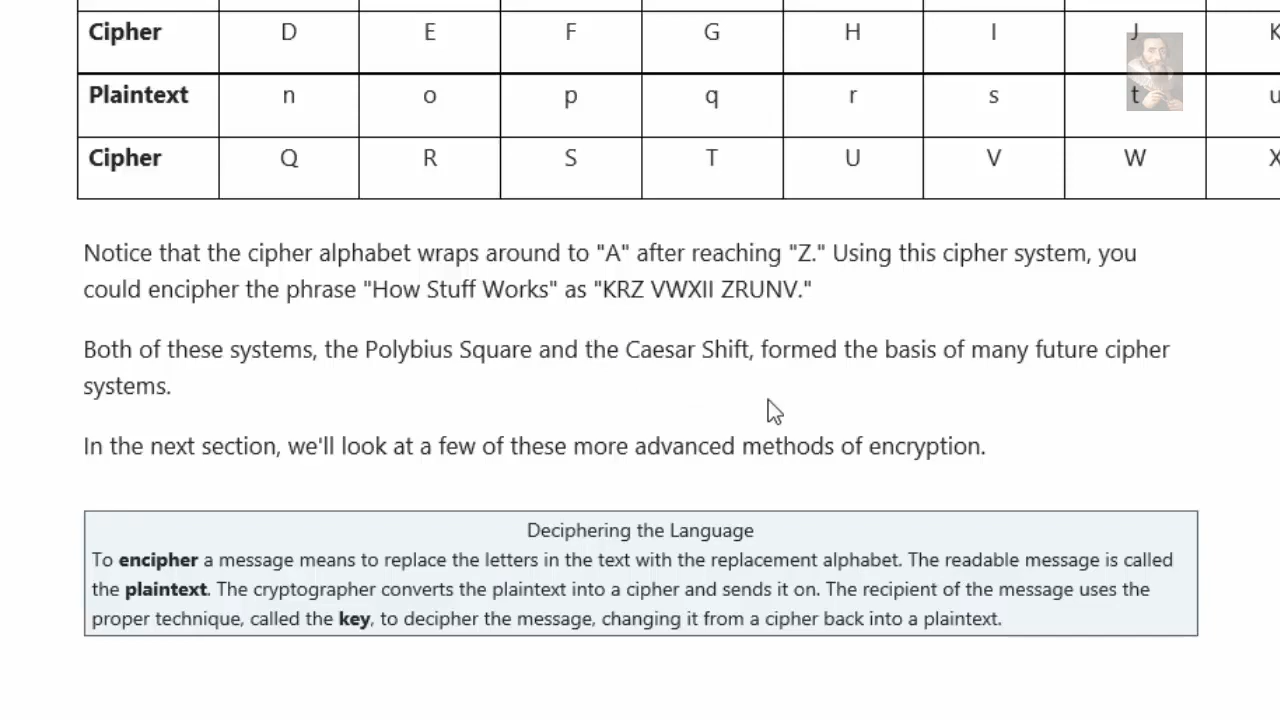 Cipher D E F G H I J K
Plaintext n o p q r s t u
Cipher Q R S T U V W X
Notice that the cipher alphabet wraps around to "A" after reaching "Z." Using this cipher system, you
could encipher the phrase "How Stuff Works" as "KRZ VWXII ZRUNV."
Both of these systems, the Polybius Square and the Caesar Shift, formed the basis of many future cipher
systems.
In the next section, we'll look at a few of these more advanced methods of encryption.
Deciphering the Language
To encipher a message means to replace the letters in the text with the replacement alphabet. The readable message is called
the plaintext. The cryptographer converts the plaintext into a cipher and sends it on. The recipient of the message uses the
proper technique, called the key, to decipher the message, changing it from a cipher back into a plaintext.